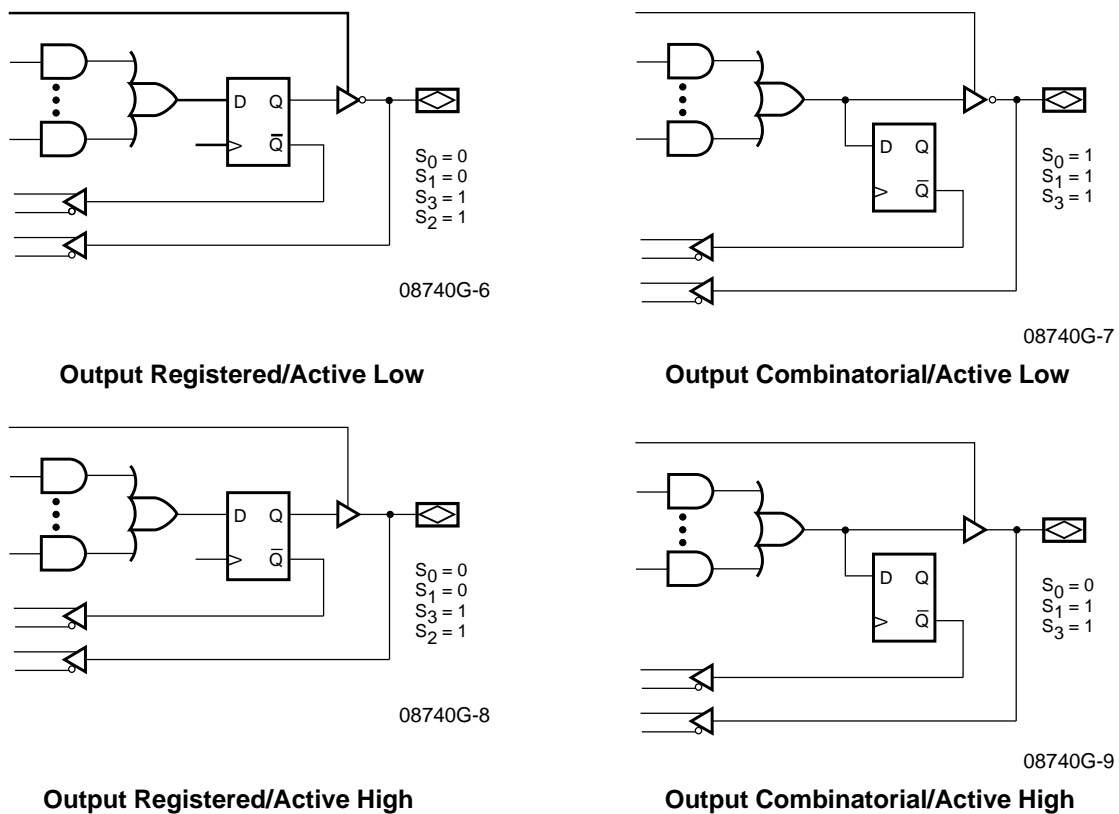 D Q
Q̅
S0 = 0
S1 = 0
S3 = 1
S2 = 1
08740G-6
Output Registered/Active Low
D Q
Q̅
S0 = 1
S1 = 1
S3 = 1
08740G-7
Output Combinatorial/Active Low
D Q
Q̅
S0 = 0
S1 = 0
S3 = 1
S2 = 1
08740G-8
Output Registered/Active High
D Q
Q̅
S0 = 0
S1 = 1
S3 = 1
08740G-9
Output Combinatorial/Active High